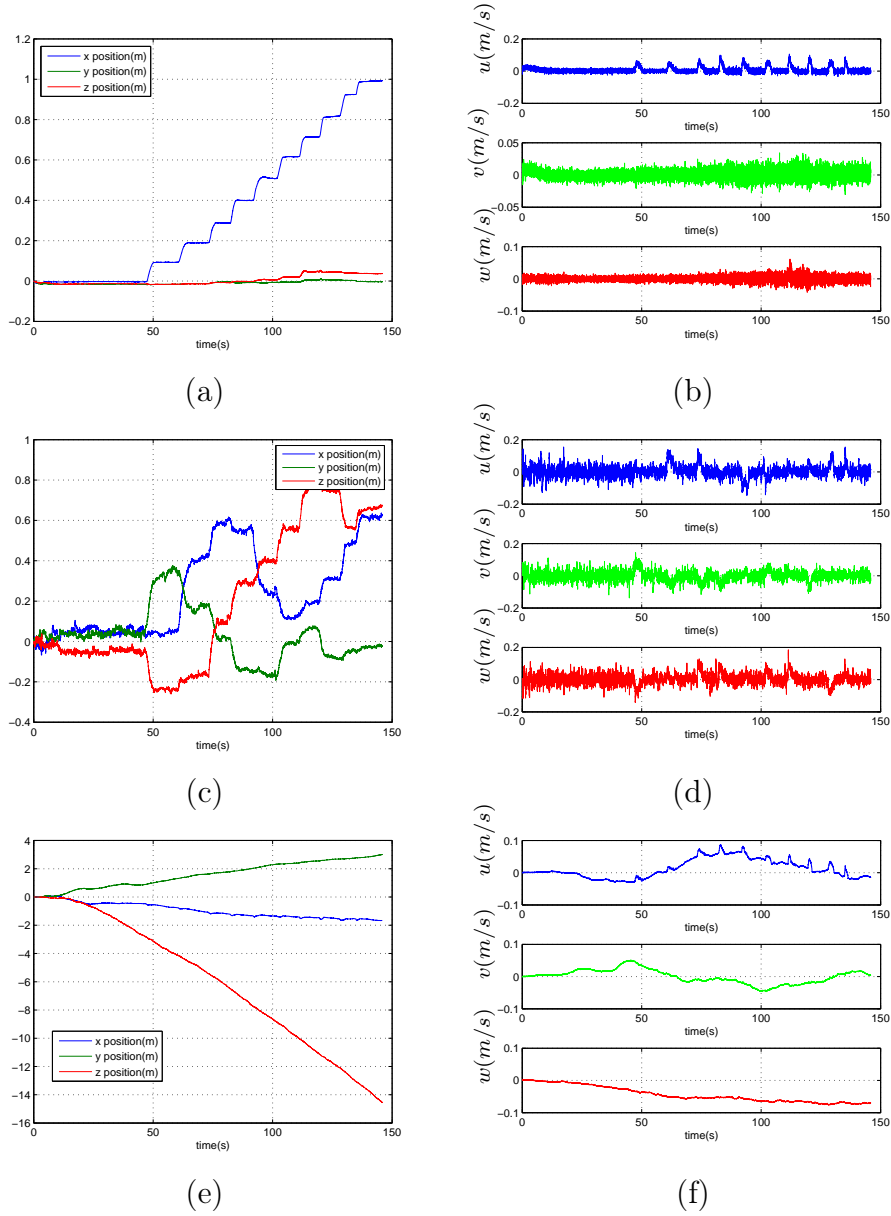 1.2
1
0.8
0.6
0.4
0.2
0
−0.2
0 50 100 150
time(s)
x position(m)
y position(m)
z position(m)
(a)
u(m/s)
0.2
0
−0.2
0 50 100 150
time(s)
v(m/s)
0.05
0
−0.05
0 50 100 150
time(s)
w(m/s)
0.1
0
−0.1
0 50 100 150
time(s)
(b)
1
0.8
0.6
0.4
0.2
0
−0.2
−0.4
0 50 100 150
time(s)
x position(m)
y position(m)
z position(m)
(c)
u(m/s)
0.2
0
−0.2
0 50 100 150
time(s)
v(m/s)
0.2
0
−0.2
0 50 100 150
time(s)
w(m/s)
0.2
0
−0.2
0 50 100 150
time(s)
(d)
4
2
0
−2
−4
−6
−8
−10
−12
−14
−16
0 50 100 150
time(s)
x position(m)
y position(m)
z position(m)
(e)
u(m/s)
0.1
0
−0.1
0 50 100 150
time(s)
v(m/s)
0.1
0
−0.1
0 50 100 150
time(s)
w(m/s)
0.1
0
−0.1
0 50 100 150
time(s)
(f)